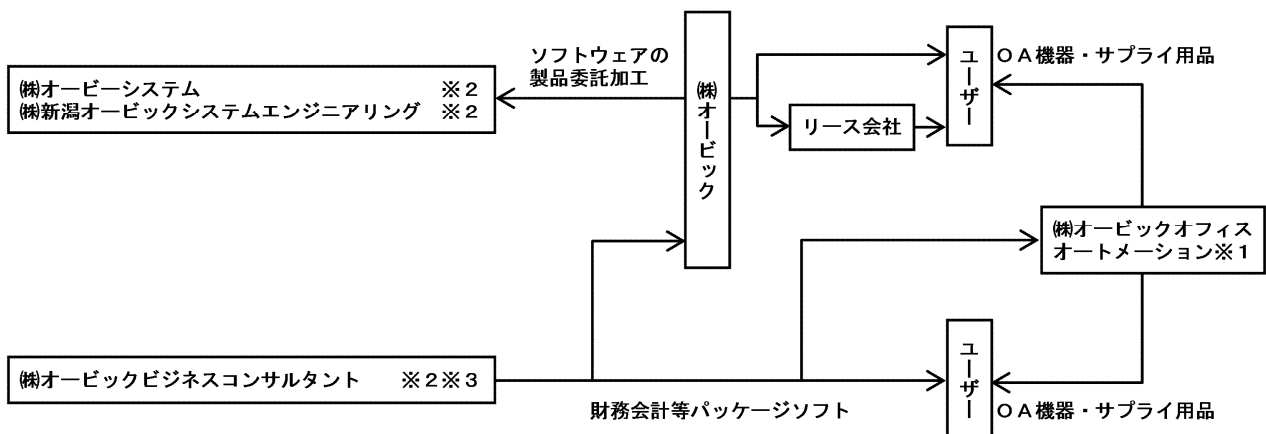 ソフトウェアの
製品委託加工
㈱オービーシステム ※2
㈱新潟オービックシステムエンジニアリング ※2
㈱オービック
リース会社
ユーザー
OA機器・サプライ用品
㈱オービックオフィス
オートメーション※1
㈱オービックビジネスコンサルタント ※2※3
財務会計等パッケージソフト
ユーザー
OA機器・サプライ用品